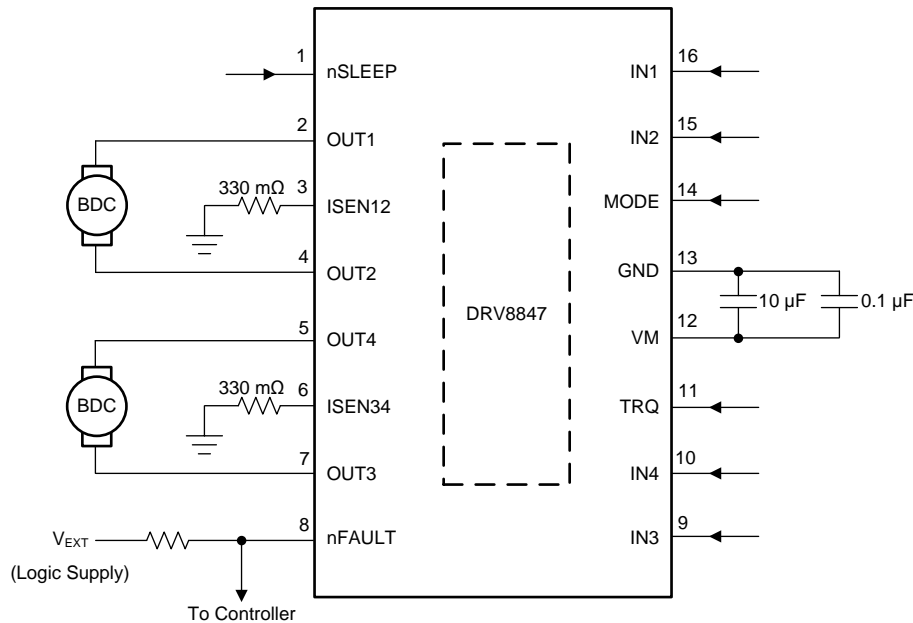 1
nSLEEP
2
OUT1
BDC
330 mΩ
3
ISEN12
4
OUT2
5
OUT4
BDC
330 mΩ
6
ISEN34
7
OUT3
VEXT
(Logic Supply)
8
nFAULT
To Controller
DRV8847
16
IN1
15
IN2
14
MODE
13
GND
10 µF
0.1 µF
12
VM
11
TRQ
10
IN4
9
IN3